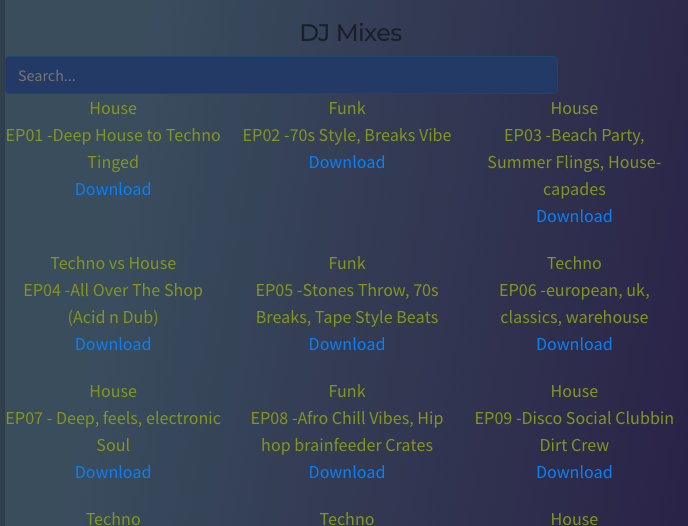 DJ Mixes
Search...
House
EP01 -Deep House to Techno
Tinged
Download
Funk
EP02 -70s Style, Breaks Vibe
Download
House
EP03 -Beach Party,
Summer Flings, House-
capades
Download
Techno vs House
EP04 -All Over The Shop
(Acid n Dub)
Download
Funk
EP05 -Stones Throw, 70s
Breaks, Tape Style Beats
Download
Techno
EP06 -european, uk,
classics, warehouse
Download
House
EP07 - Deep, feels, electronic
Soul
Download
Funk
EP08 -Afro Chill Vibes, Hip
hop brainfeeder Crates
Download
House
EP09 -Disco Social Clubbin
Dirt Crew
Download
Techno
Techno
House